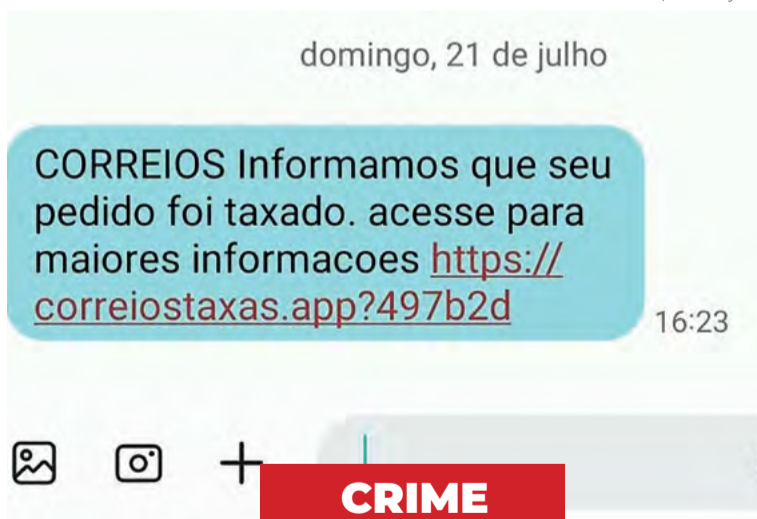 domingo, 21 de julho
CORREIOS Informamos que seu
pedido foi taxado. acesse para
maiores informacoes https://
correiostaxas.app?497b2d
16:23
CRIME